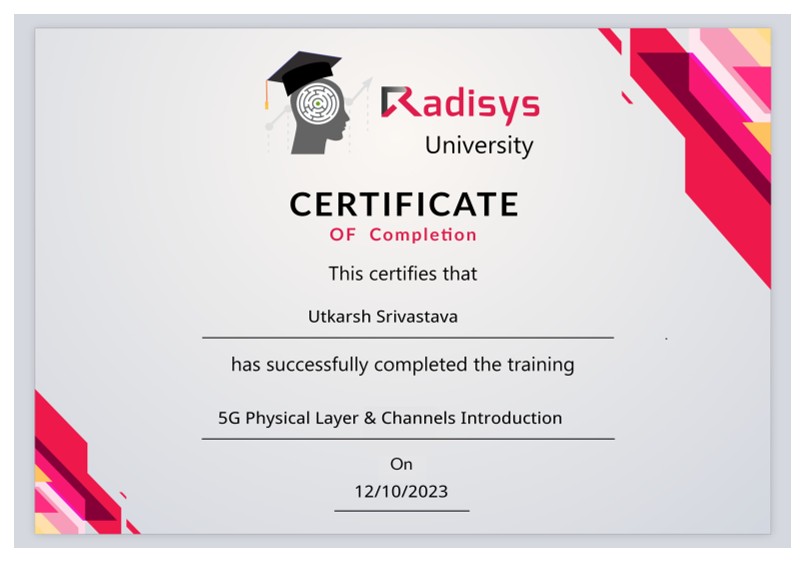 Radisys
University
CERTIFICATE
OF Completion
This certifies that
Utkarsh Srivastava
has successfully completed the training
5G Physical Layer & Channels Introduction
On
12/10/2023